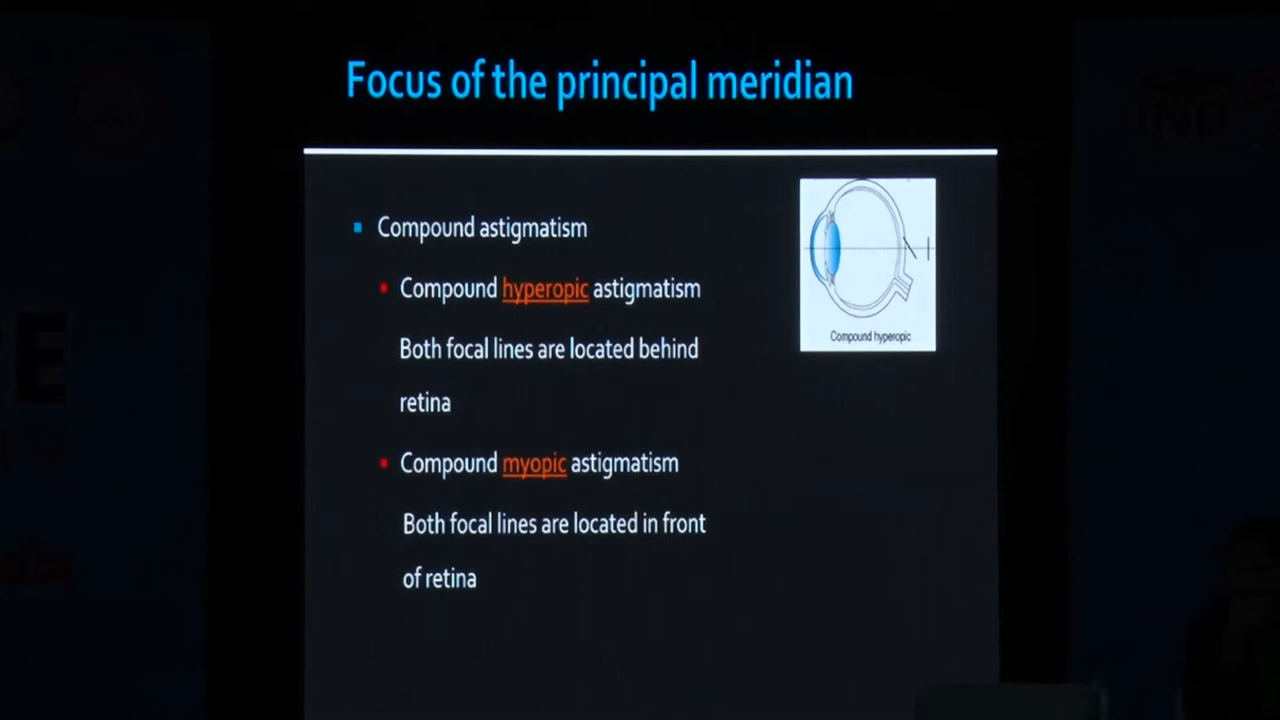 Focus of the principal meridian
Compound astigmatism
Compound hyperopic astigmatism
Both focal lines are located behind
retina
Compound myopic astigmatism
Both focal lines are located in front
of retina
Compound hyperopic